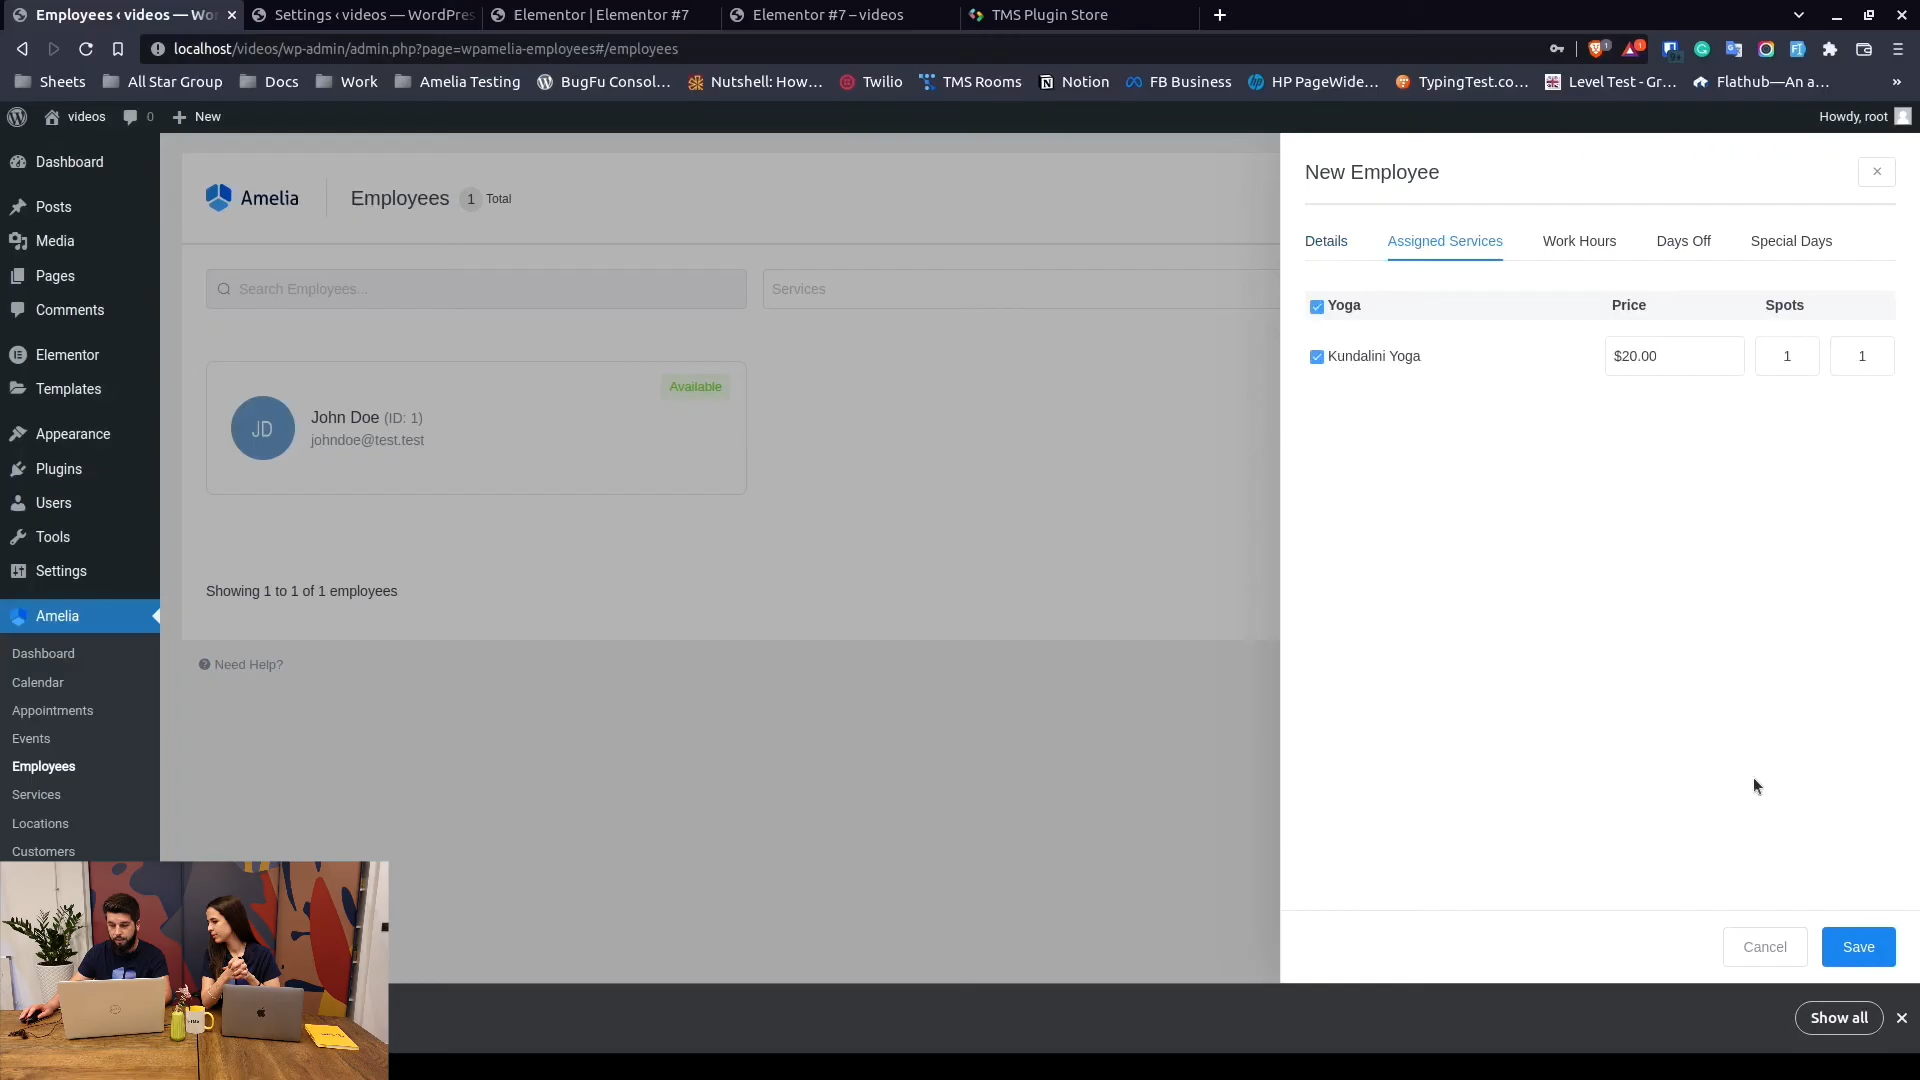 Employees ‹ videos — Wo
Settings ‹ videos — WordPres
Elementor | Elementor #7
Elementor #7 – videos
TMS Plugin Store
localhost/videos/wp-admin/admin.php?page=wpamelia-employees#/employees
Sheets
All Star Group
Docs
Work
Amelia Testing
BugFu Consol...
Nutshell: How...
Twilio
TMS Rooms
Notion
FB Business
HP PageWide...
TypingTest.co...
Level Test - Gr...
Flathub—An a...
»
videos
0
New
Howdy, root
Dashboard
Posts
Media
Pages
Comments
Elementor
Templates
Appearance
Plugins
Users
Tools
Settings
Amelia
Dashboard
Calendar
Appointments
Events
Employees
Services
Locations
Customers
Amelia
Employees
1 Total
Search Employees...
Services
Available
JD
John Doe (ID: 1)
johndoe@test.test
Showing 1 to 1 of 1 employees
Need Help?
New Employee
Details
Assigned Services
Work Hours
Days Off
Special Days
Yoga
Price
Spots
Kundalini Yoga
$20.00
1
1
Cancel
Save
Show all